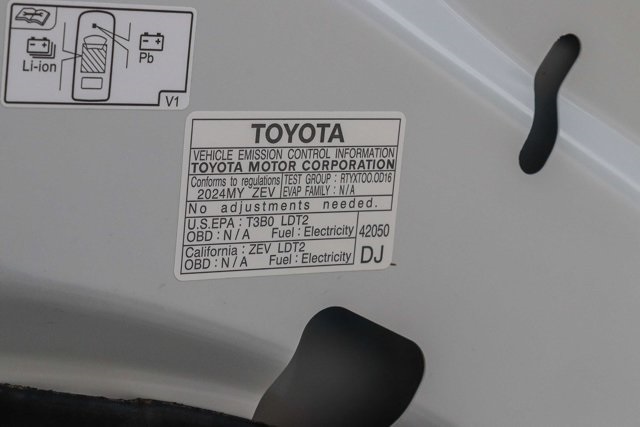 Li-ion
Pb
V1
TOYOTA
VEHICLE EMISSION CONTROL INFORMATION
TOYOTA MOTOR CORPORATION
Conforms to regulations
2024MY ZEV
TEST GROUP : RTYXT00.0D16
EVAP FAMILY : N/A
No adjustments needed.
U.S.EPA : T3B0 LDT2
OBD : N/A Fuel : Electricity
California : ZEV LDT2
OBD : N/A Fuel : Electricity
42050
DJ